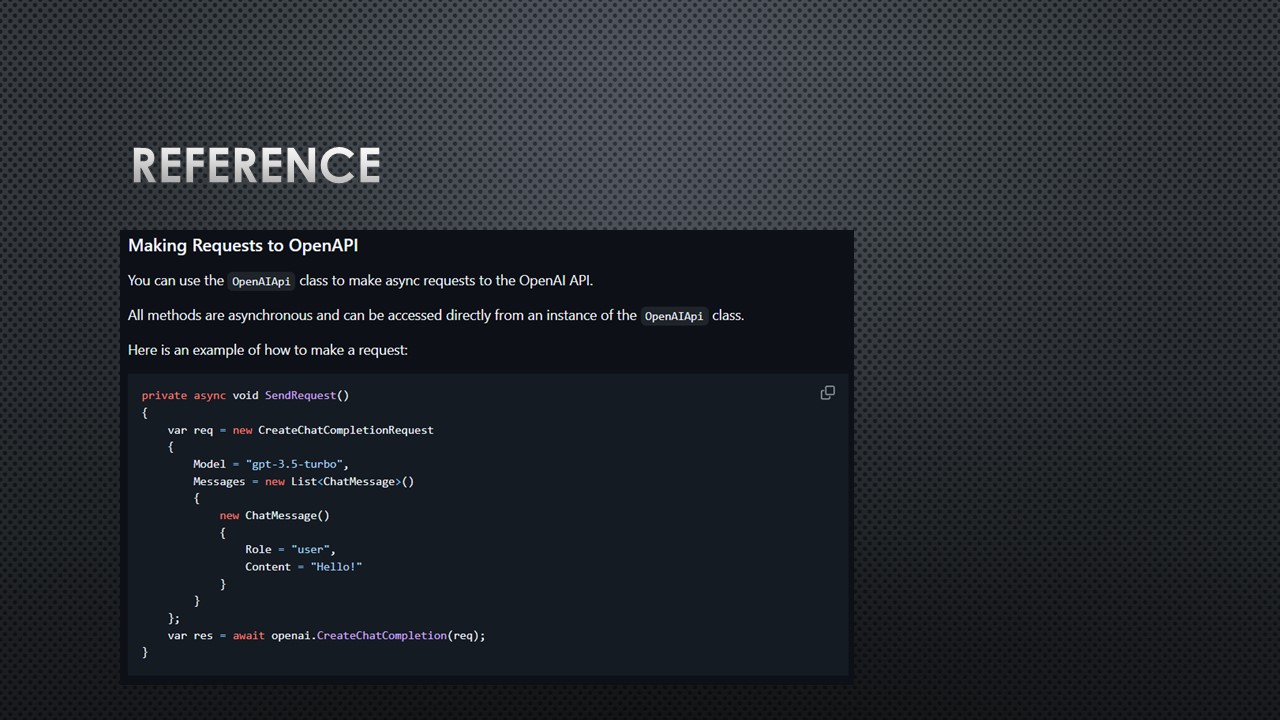 REFERENCE
Making Requests to OpenAPI
You can use the OpenAIApi class to make async requests to the OpenAI API.
All methods are asynchronous and can be accessed directly from an instance of the OpenAIApi class.
Here is an example of how to make a request:
private async void SendRequest()
{
    var req = new CreateChatCompletionRequest
    {
        Model = "gpt-3.5-turbo",
        Messages = new List<ChatMessage>()
        {
            new ChatMessage()
            {
                Role = "user",
                Content = "Hello!"
            }
        }
    };
    var res = await openai.CreateChatCompletion(req);
}